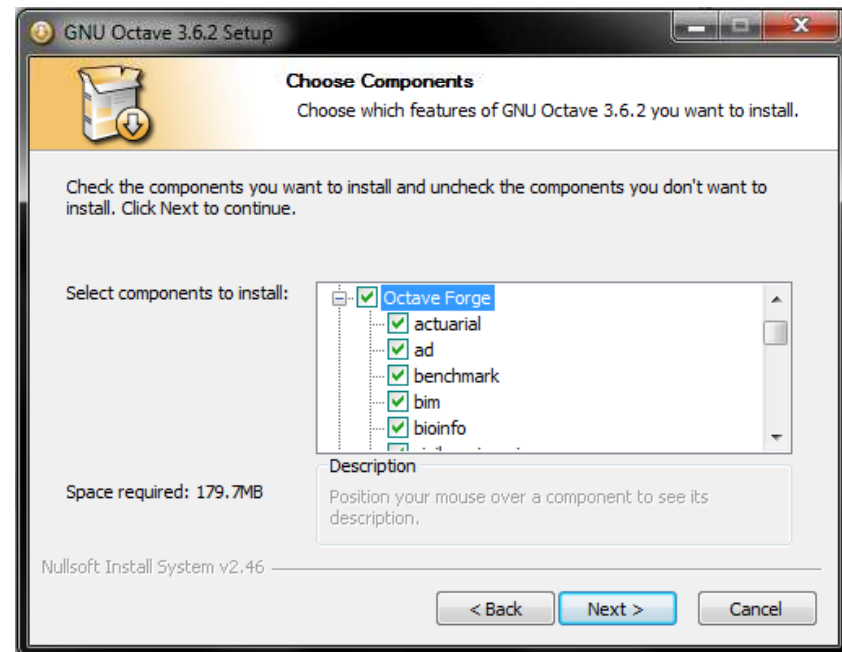 GNU Octave 3.6.2 Setup
Choose Components
Choose which features of GNU Octave 3.6.2 you want to install.
Check the components you want to install and uncheck the components you don't want to
install. Click Next to continue.
Select components to install:
Octave Forge
actuarial
ad
benchmark
bim
bioinfo
Description
Space required: 179.7MB
Position your mouse over a component to see its
description.
Nullsoft Install System v2.46
< Back
Next >
Cancel